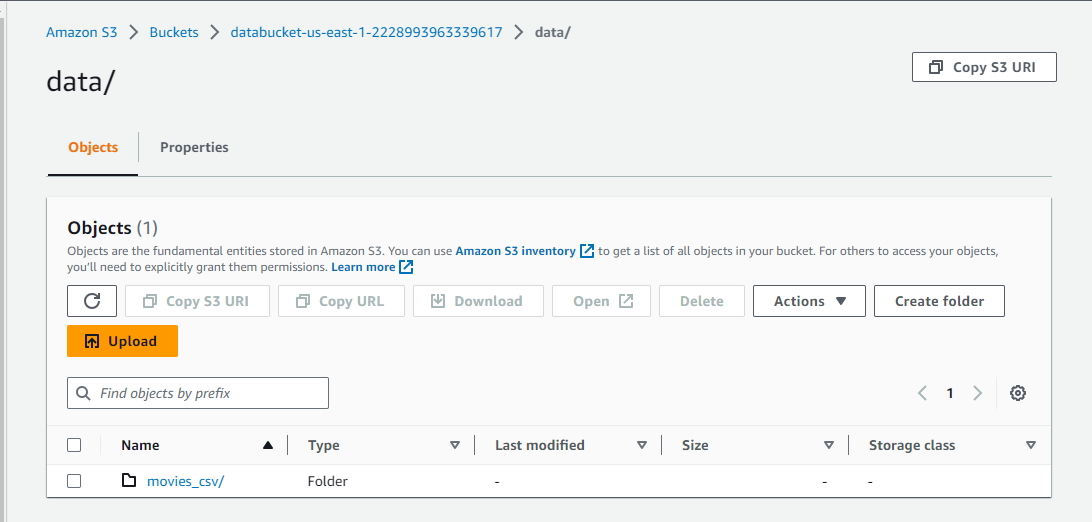 Amazon S3 > Buckets > databucket-us-east-1-2228993963339617 > data/
data/
Copy S3 URI
Objects
Properties
Objects (1)
Objects are the fundamental entities stored in Amazon S3. You can use Amazon S3 inventory to get a list of all objects in your bucket. For others to access your objects,
you'll need to explicitly grant them permissions. Learn more
Copy S3 URI
Copy URL
Download
Open
Delete
Actions
Create folder
Upload
Find objects by prefix
1
Name
Type
Last modified
Size
Storage class
movies_csv/
Folder
-
-
-